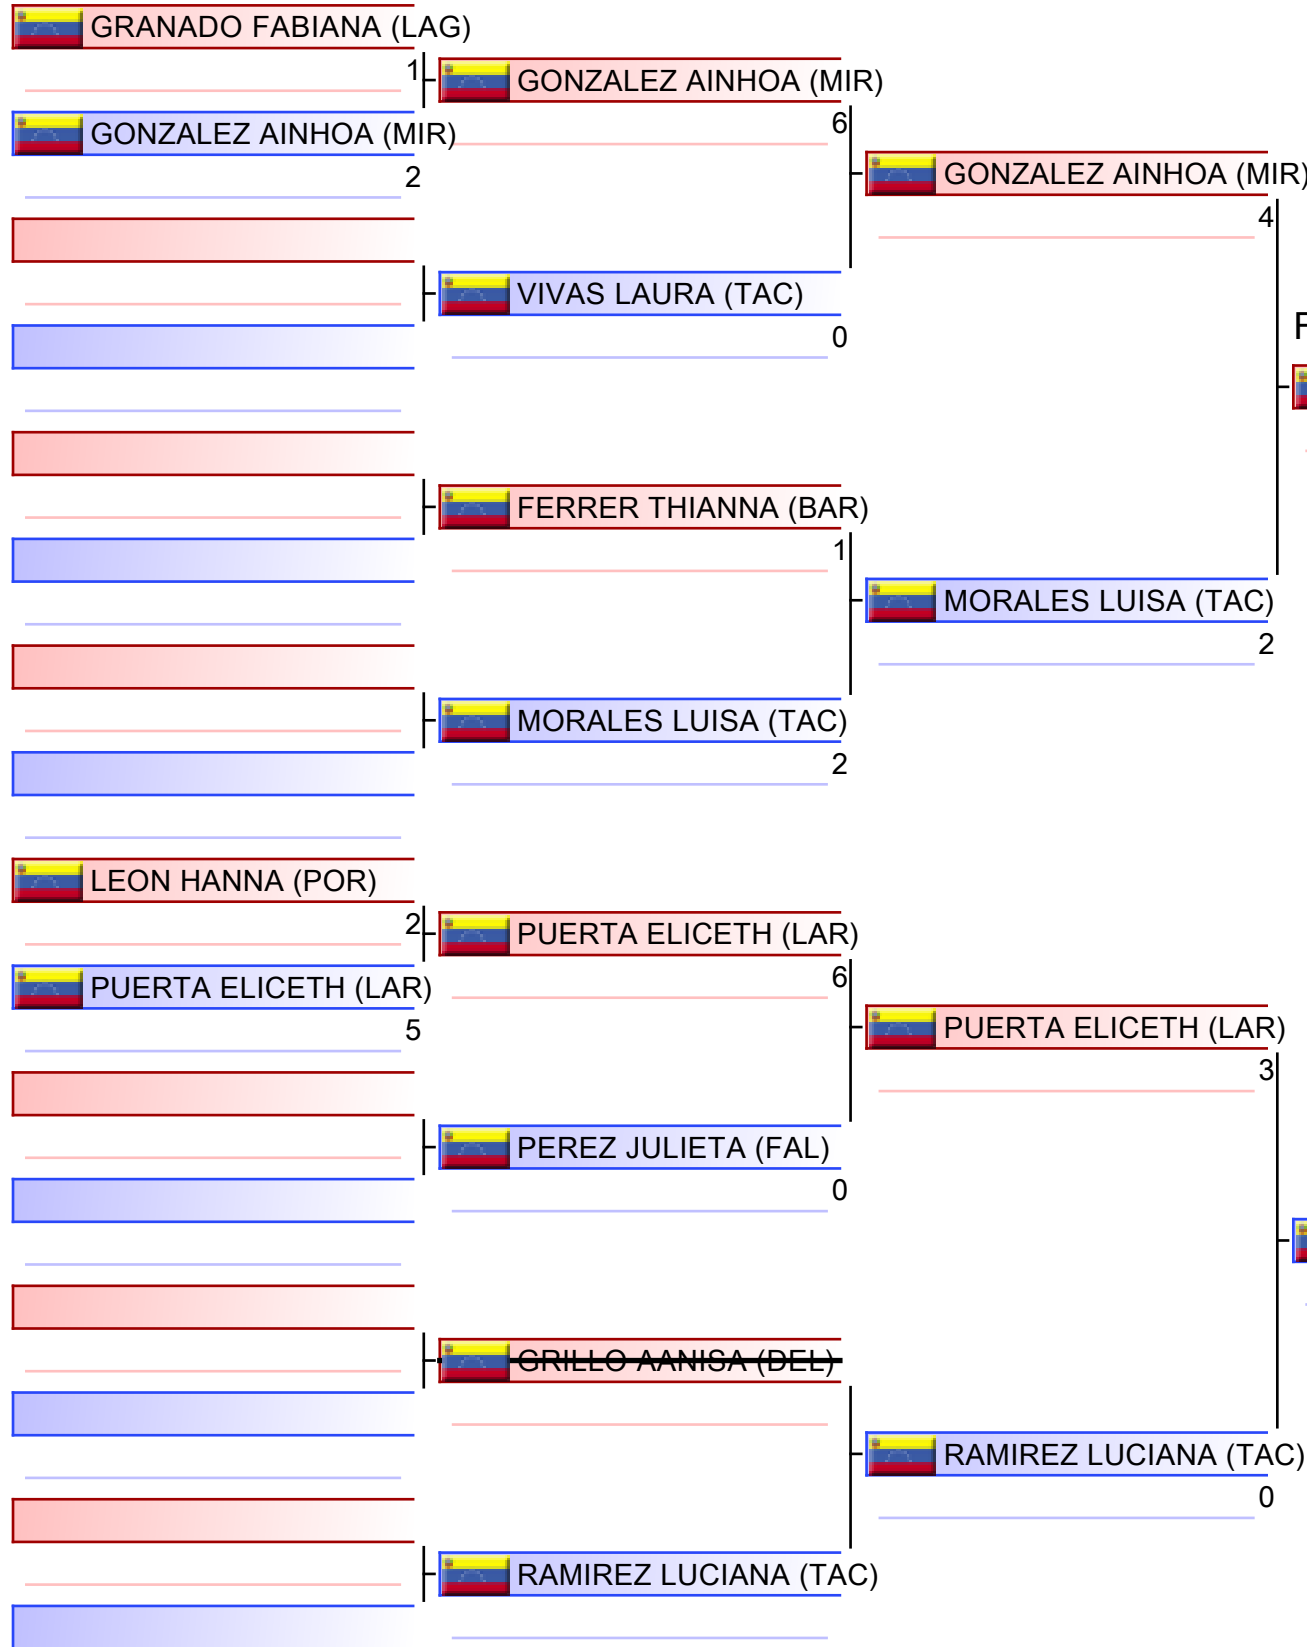 GRANADO FABIANA (LAG)
1
GONZALEZ AINHOA (MIR)
2
GONZALEZ AINHOA (MIR)
6
VIVAS LAURA (TAC)
0
GONZALEZ AINHOA (MIR)
4
FERRER THIANNA (BAR)
1
MORALES LUISA (TAC)
2
MORALES LUISA (TAC)
2
LEON HANNA (POR)
2
PUERTA ELICETH (LAR)
5
PUERTA ELICETH (LAR)
6
PEREZ JULIETA (FAL)
0
PUERTA ELICETH (LAR)
3
GRILLO AANISA (DEL)
RAMIREZ LUCIANA (TAC)
RAMIREZ LUCIANA (TAC)
0